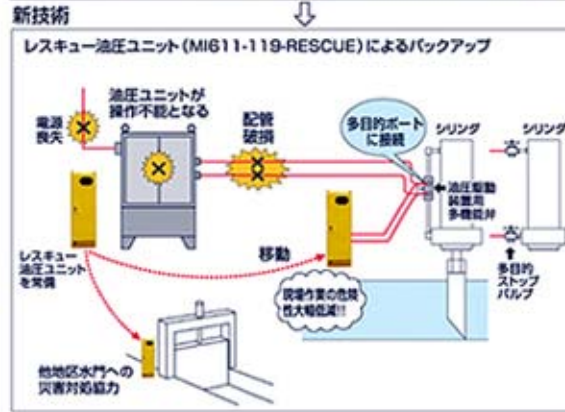 新技術
レスキュー油圧ユニット(MI611-119-RESCUE)によるバックアップ
電源
喪失
油圧ユニットが
操作不能となる
配管
破損
多目的ポート
に接続
シリンダ
シリンダ
油圧駆動
装置用
多機能弁
レスキュー
油圧ユニット
を常備
移動
多目的
ストップ
バルブ
現場作業の危険
性大幅低減!!
他地区水門への
災害対処協力